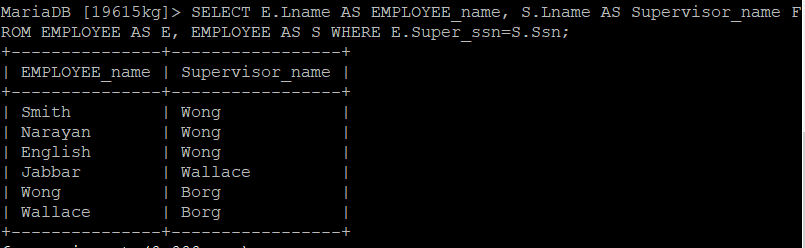 MariaDB [19615kg]> SELECT E.Lname AS EMPLOYEE_name, S.Lname AS Supervisor_name F
ROM EMPLOYEE AS E, EMPLOYEE AS S WHERE E.Super_ssn=S.Ssn;
+---------------+-----------------+
| EMPLOYEE_name | Supervisor_name |
+---------------+-----------------+
| Smith         | Wong            |
| Narayan       | Wong            |
| English       | Wong            |
| Jabbar        | Wallace         |
| Wong          | Borg            |
| Wallace       | Borg            |
+---------------+-----------------+